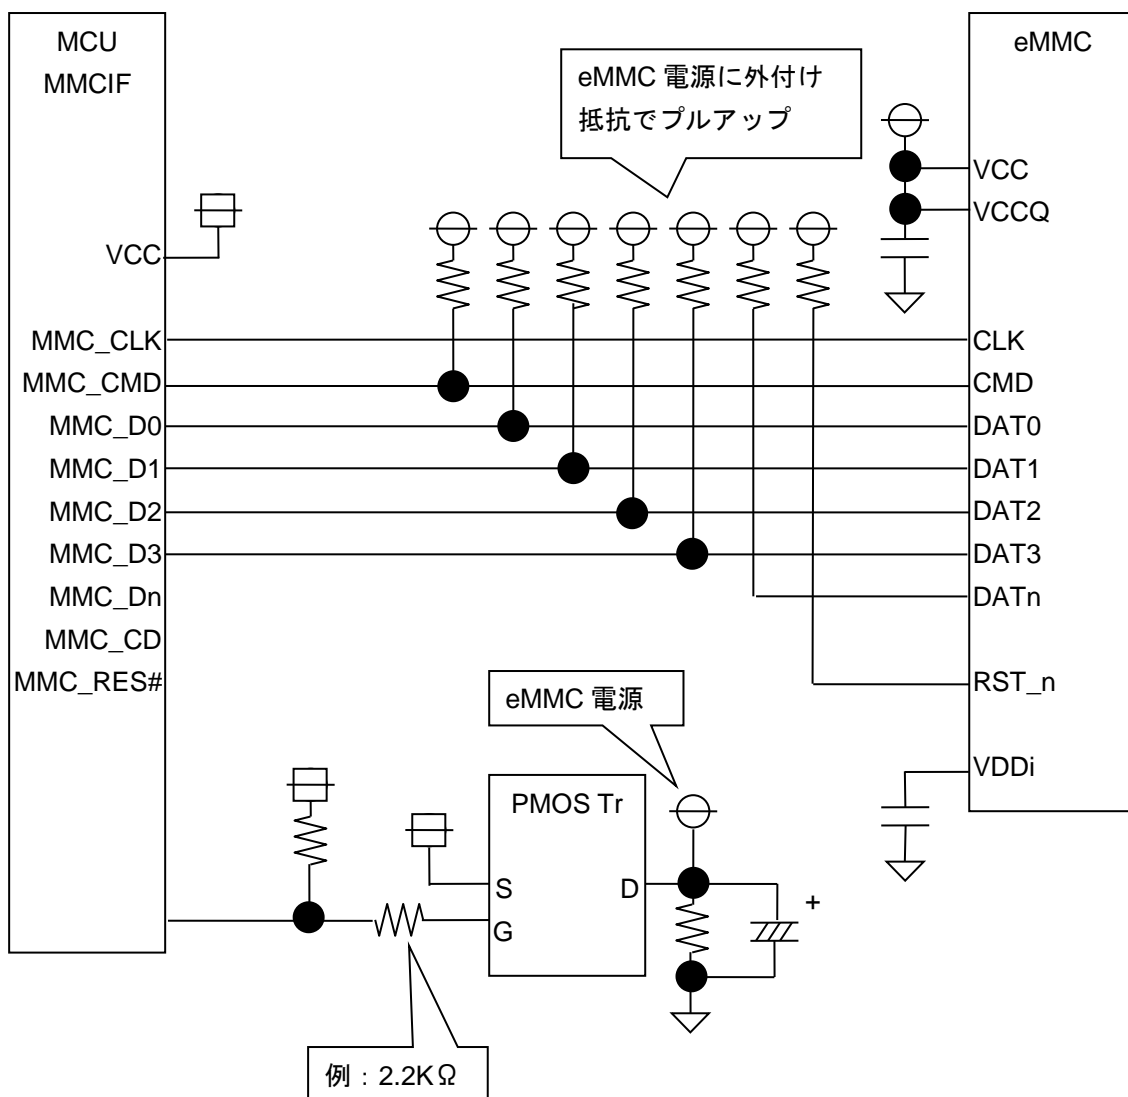 MCU
MMCIF
eMMC
eMMC 電源に外付け
抵抗でプルアップ
VCC
VCCQ
VCC
MMC_CLK
MMC_CMD
MMC_D0
MMC_D1
MMC_D2
MMC_D3
MMC_Dn
MMC_CD
MMC_RES#
CLK
CMD
DAT0
DAT1
DAT2
DAT3
DATn
RST_n
VDDi
eMMC 電源
PMOS Tr
S
G
D
+
例：2.2KΩ